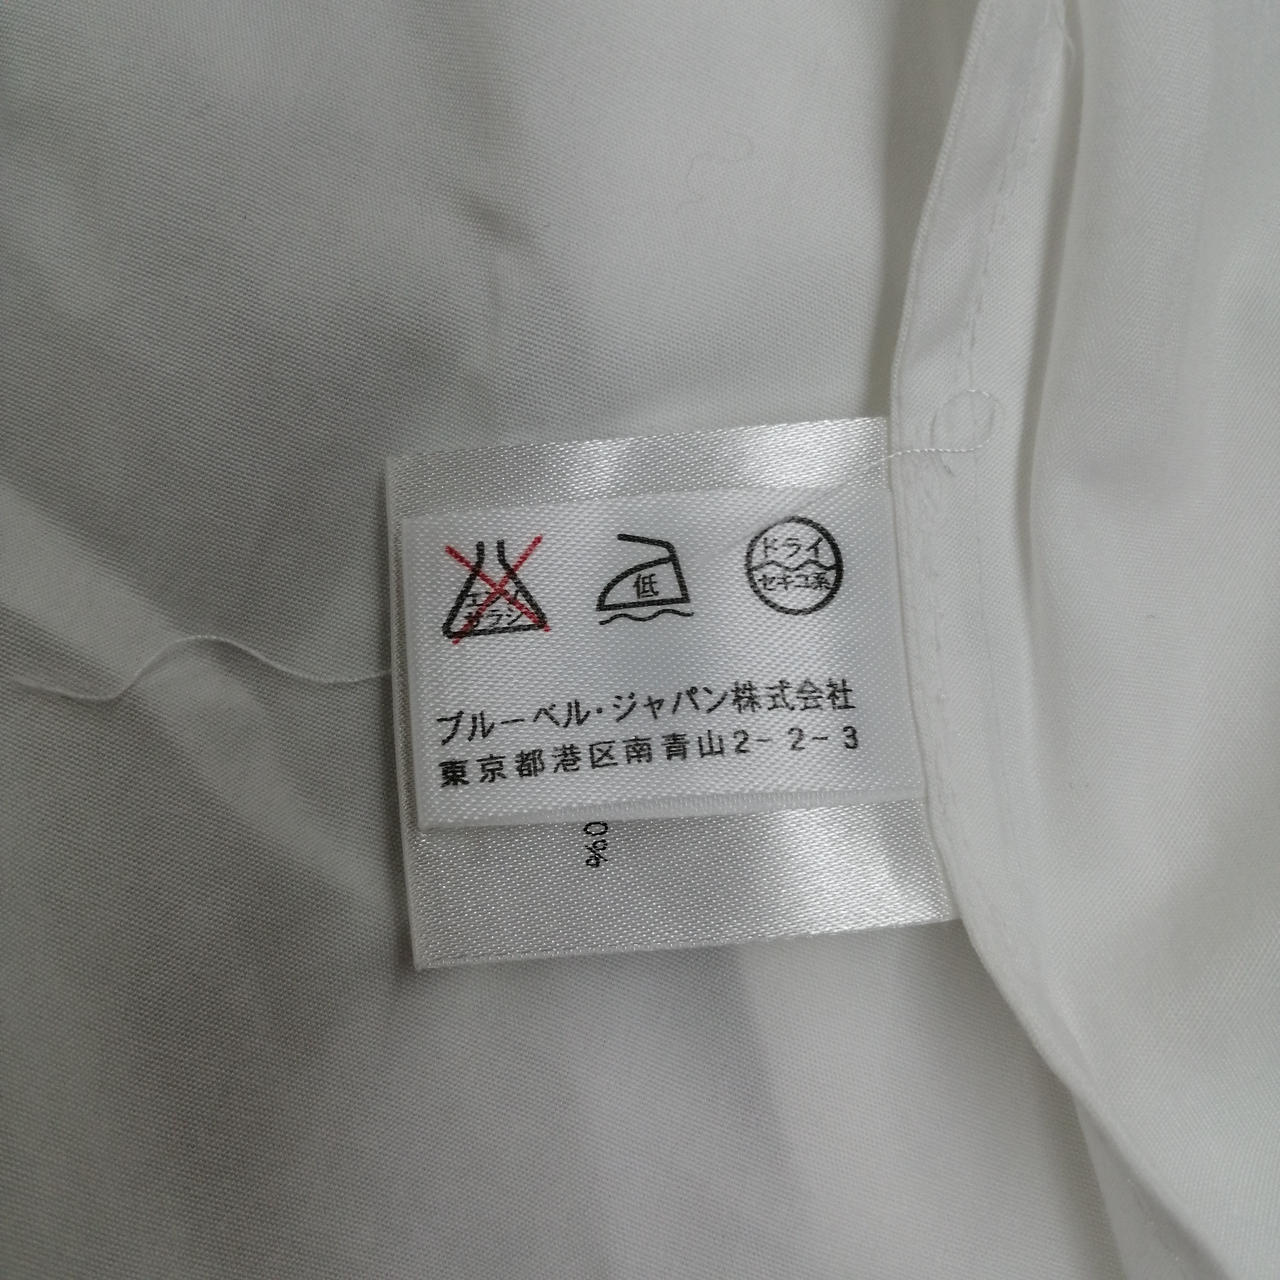 エンソ
サラシ
低
ドライ
セキユ系
ブルーベル・ジャパン株式会社
東京都港区南青山2-2-3
0%